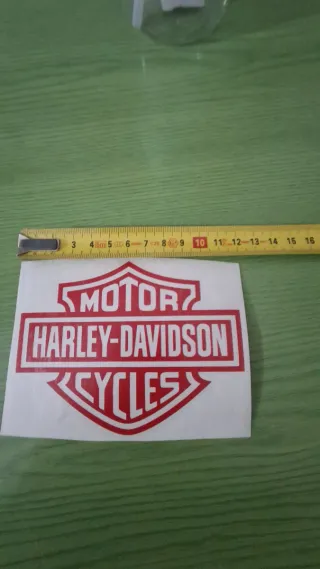 3 4 5 6 7 8 9 10 11 12 13 14 15 16
MOTOR
HARLEY-DAVIDSON
CYCLES